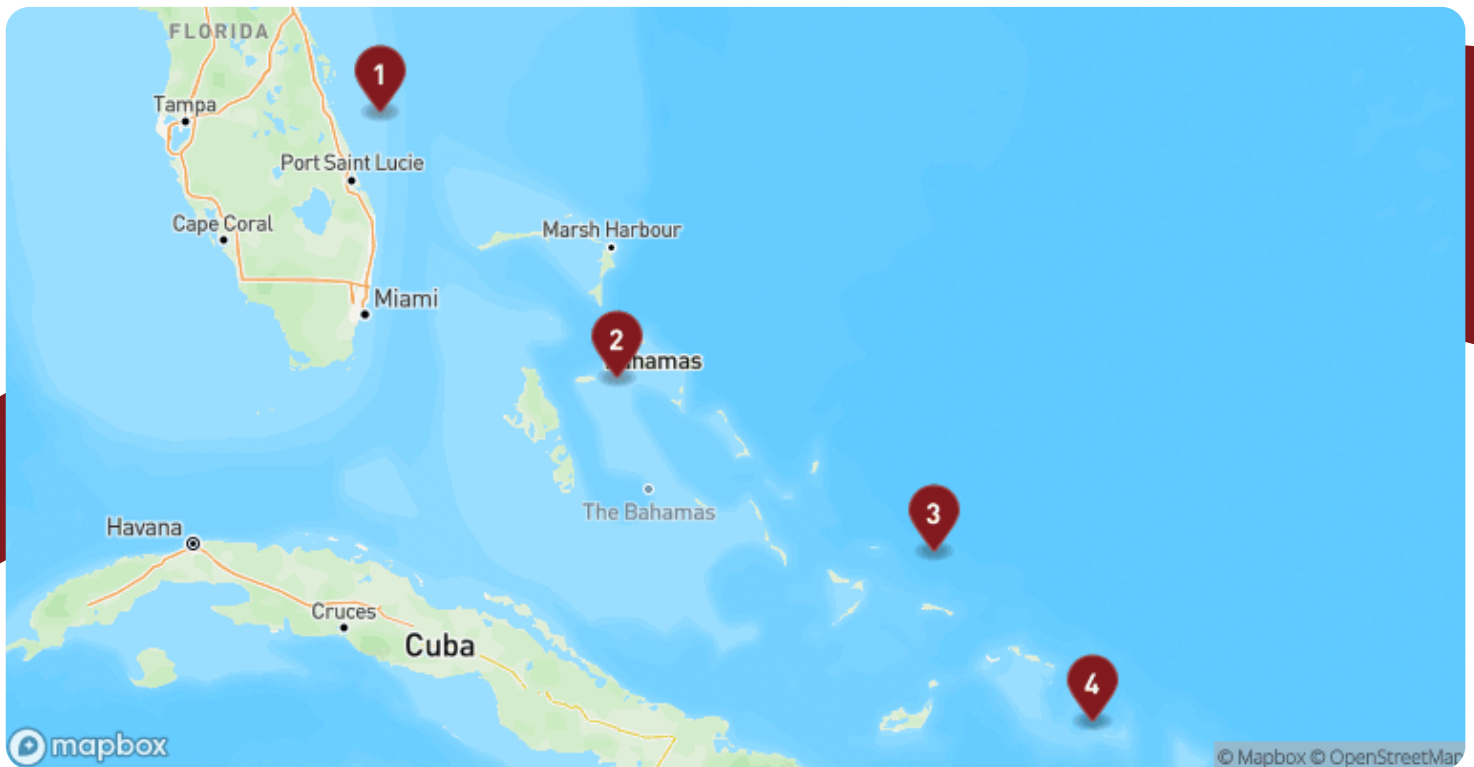 FLORIDA
1
Tampa
Port Saint Lucie
Cape Coral
Marsh Harbour
Miami
2
hamas
The Bahamas
3
Havana
Cruces
Cuba
4
mapbox
© Mapbox © OpenStreetMap